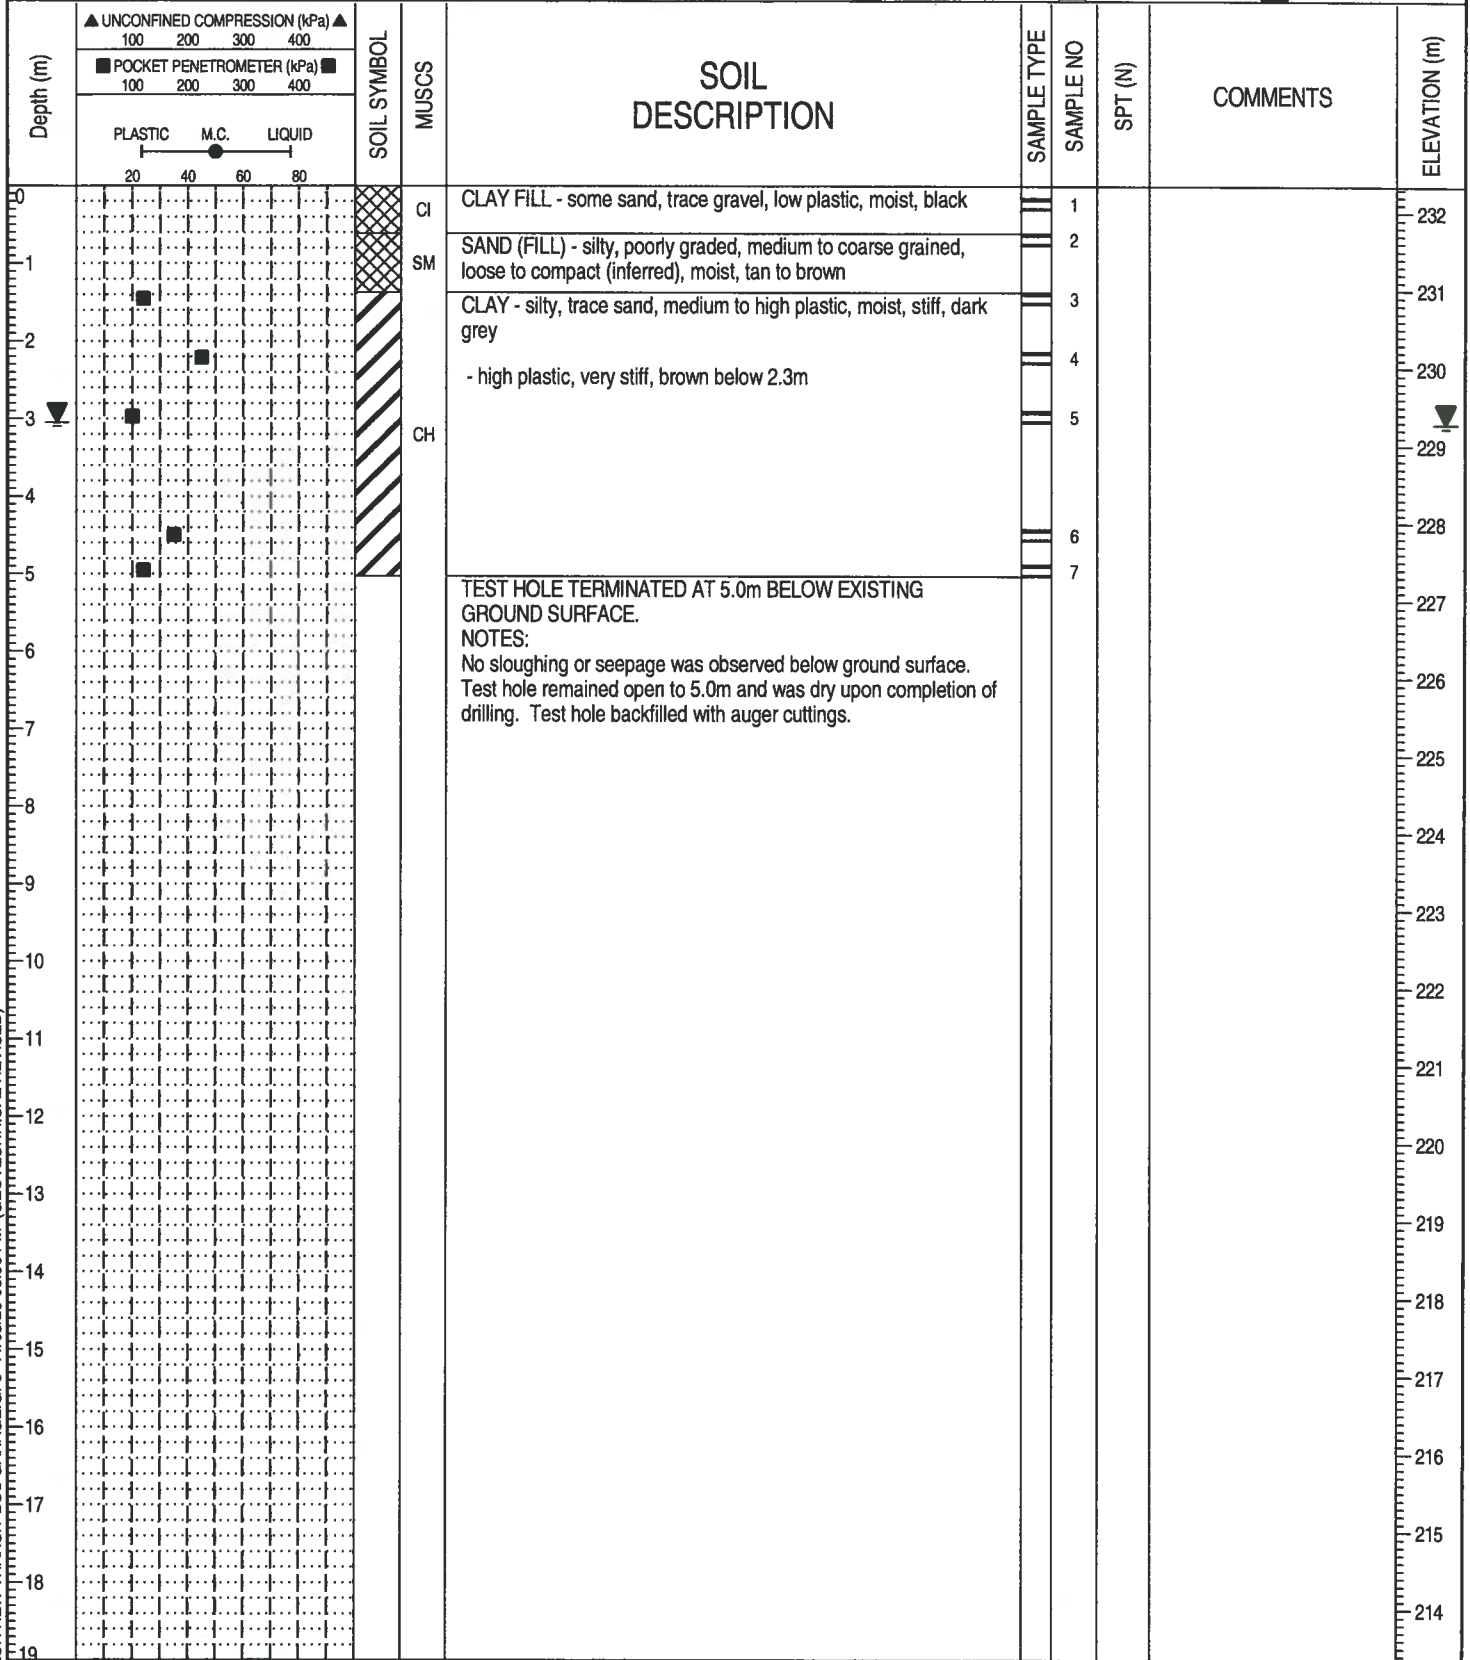 ▲ UNCONFINED COMPRESSION (kPa) ▲
100 200 300 400
■ POCKET PENETROMETER (kPa) ■
100 200 300 400
PLASTIC M.C. LIQUID
20 40 60 80
Depth (m)
SOIL SYMBOL
MUSCS
SOIL
DESCRIPTION
SAMPLE TYPE
SAMPLE NO
SPT (N)
COMMENTS
ELEVATION (m)
0
CI
CLAY FILL - some sand, trace gravel, low plastic, moist, black
1
232
SM
SAND (FILL) - silty, poorly graded, medium to coarse grained,
loose to compact (inferred), moist, tan to brown
2
1
CLAY - silty, trace sand, medium to high plastic, moist, stiff, dark
grey
3
231
2
4
- high plastic, very stiff, brown below 2.3m
230
3
5
CH
229
4
228
6
5
7
TEST HOLE TERMINATED AT 5.0m BELOW EXISTING
GROUND SURFACE.
227
NOTES:
6
No sloughing or seepage was observed below ground surface.
Test hole remained open to 5.0m and was dry upon completion of
drilling. Test hole backfilled with auger cuttings.
226
7
225
8
224
9
223
10
222
11
221
12
220
13
219
14
218
15
217
16
216
17
215
18
214
19